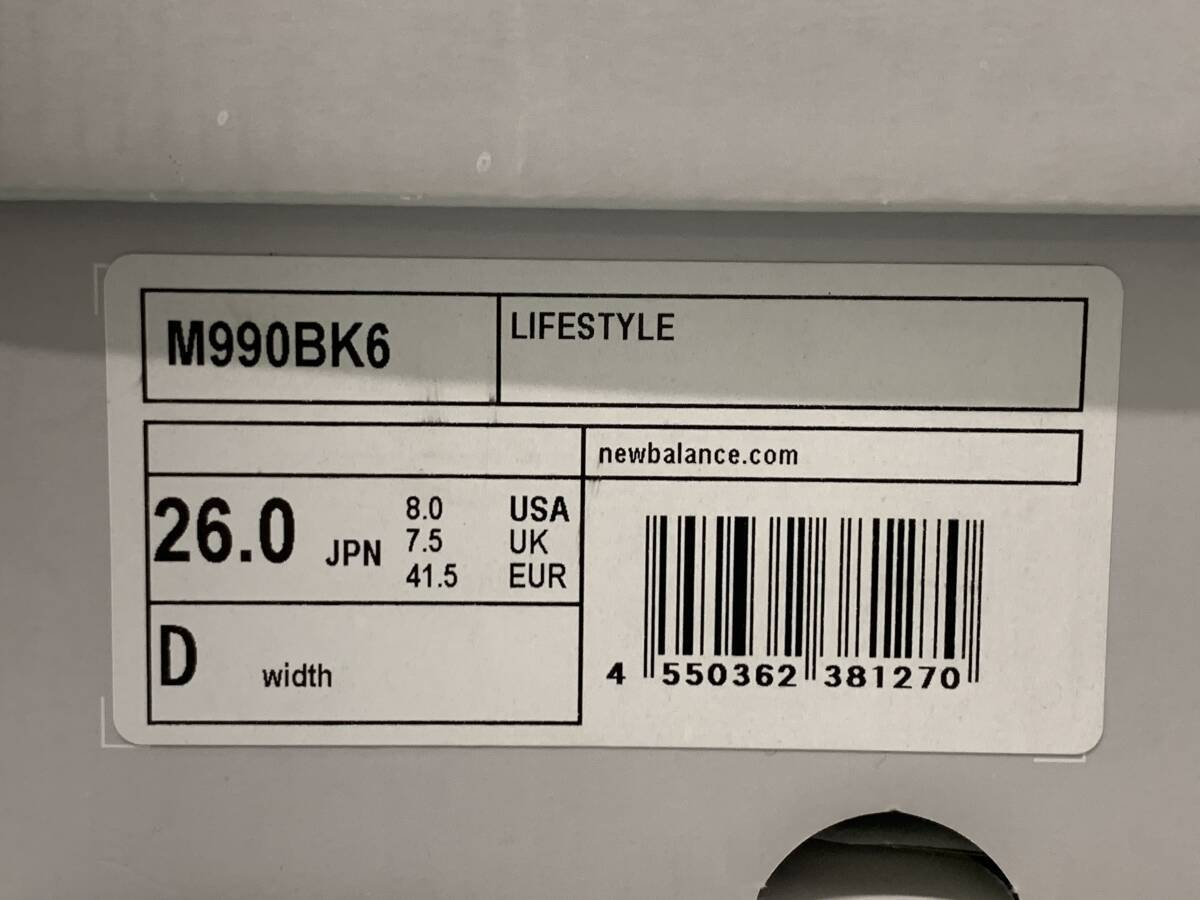 M990BK6
LIFESTYLE
newbalance.com
26.0 JPN
8.0 USA
7.5 UK
41.5 EUR
D width
4 550362 381270